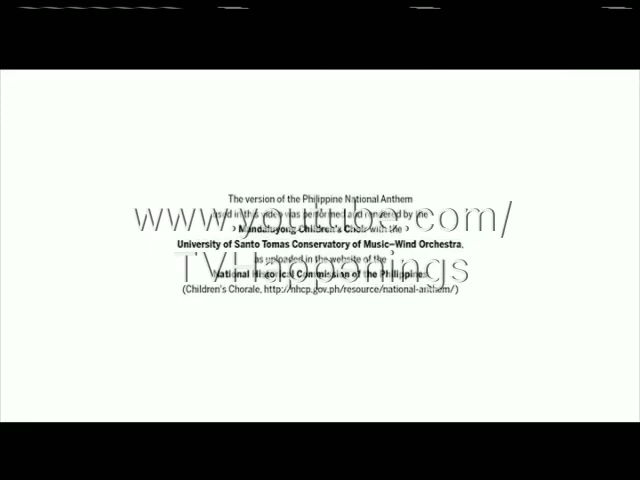 The version of the Philippine National Anthem
used in this video was performed and rendered by the
Mandaluyong Children's Choir with the
University of Santo Tomas Conservatory of Music–Wind Orchestra,
as uploaded in the website of the
National Historical Commission of the Philippines
(Children's Chorale, http://nhcp.gov.ph/resource/national-anthem/)
www.youtube.com/
TVHappenings